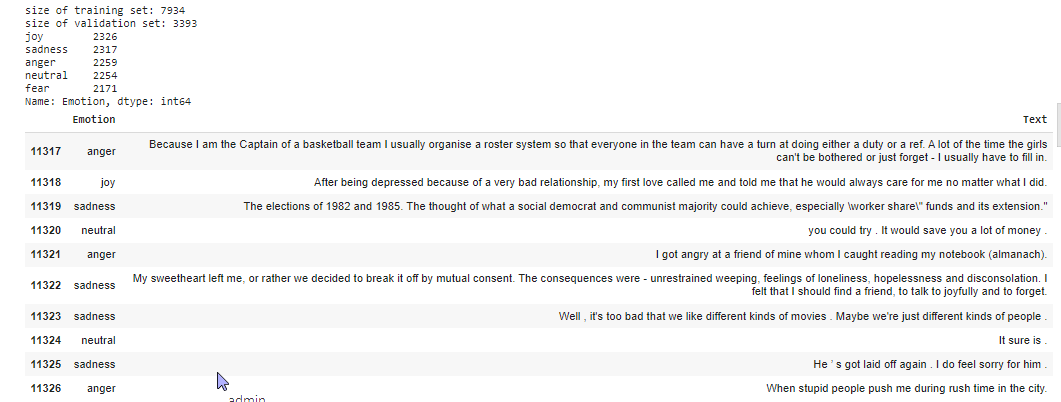 size of training set: 7934
size of validation set: 3393
joy 2326
sadness 2317
anger 2259
neutral 2254
fear 2171
Name: Emotion, dtype: int64
Emotion Text
11317 anger Because I am the Captain of a basketball team I usually organise a roster system so that everyone in the team can have a turn at doing either a duty or a ref. A lot of the time the girls
can't be bothered or just forget - I usually have to fill in.
11318 joy After being depressed because of a very bad relationship, my first love called me and told me that he would always care for me no matter what I did.
11319 sadness The elections of 1982 and 1985. The thought of what a social democrat and communist majority could achieve, especially \worker share\" funds and its extension."
11320 neutral you could try . It would save you a lot of money .
11321 anger I got angry at a friend of mine whom I caught reading my notebook (almanach).
11322 sadness My sweetheart left me, or rather we decided to break it off by mutual consent. The consequences were - unrestrained weeping, feelings of loneliness, hopelessness and disconsolation. I
felt that I should find a friend, to talk to joyfully and to forget.
11323 sadness Well , it's too bad that we like different kinds of movies . Maybe we're just different kinds of people .
11324 neutral It sure is .
11325 sadness He ' s got laid off again . I do feel sorry for him .
11326 anger When stupid people push me during rush time in the city.
admin